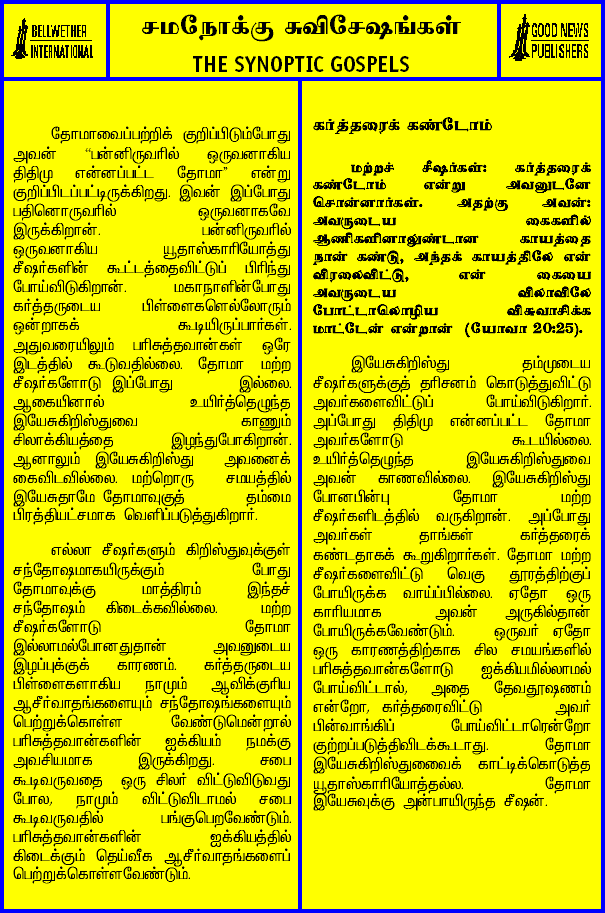 BELLWETHER
INTERNATIONAL
சமநோக்கு சுவிசேஷங்கள்
THE SYNOPTIC GOSPELS
GOOD NEWS
PUBLISHERS
தோமாவைப்பற்றிக் குறிப்பிடும்போது
அவன் “பன்னிருவரில் ஒருவனாகிய
திதிமு என்னப்பட்ட தோமா” என்று
குறிப்பிடப்பட்டிருக்கிறது. இவன் இப்போது
பதினொருவரில் ஒருவனாகவே
இருக்கிறான். பன்னிருவரில்
ஒருவனாகிய யூதாஸ்காரியோத்து
சீஷர்களின் கூட்டத்தைவிட்டுப் பிரிந்து
போய்விடுகிறான். மகாநாளின்போது
கர்த்தருடைய பிள்ளைகளெல்லோரும்
ஒன்றாகக் கூடியிருப்பார்கள்.
அதுவரையிலும் பரிசுத்தவான்கள் ஒரே
இடத்தில் கூடுவதில்லை. தோமா மற்ற
சீஷர்களோடு இப்போது இல்லை.
ஆகையினால் உயிர்த்தெழுந்த
இயேசுகிறிஸ்துவை காணும்
சிலாக்கியத்தை இழந்துபோகிறான்.
ஆனாலும் இயேசுகிறிஸ்து அவனைக்
கைவிடவில்லை. மற்றொரு சமயத்தில்
இயேசுதாமே தோமாவுகுத் தம்மை
பிரத்தியட்சமாக வெளிப்படுத்துகிறார்.
எல்லா சீஷர்களும் கிறிஸ்துவுக்குள்
சந்தோஷமாகயிருக்கும் போது
தோமாவுக்கு மாத்திரம் இந்தச்
சந்தோஷம் கிடைக்கவில்லை. மற்ற
சீஷர்களோடு தோமா
இல்லாமல்போனதுதான் அவனுடைய
இழப்புக்குக் காரணம். கர்த்தருடைய
பிள்ளைகளாகிய நாமும் ஆவிக்குரிய
ஆசீர்வாதங்களையும் சந்தோஷங்களையும்
பெற்றுக்கொள்ள வேண்டுமென்றால்
பரிசுத்தவான்களின் ஐக்கியம் நமக்கு
அவசியமாக இருக்கிறது. சபை
கூடிவருவதை ஒரு சிலர் விட்டுவிடுவது
போல, நாமும் விட்டுவிடாமல் சபை
கூடிவருவதில் பங்குபெறவேண்டும்.
பரிசுத்தவான்களின் ஐக்கியத்தில்
கிடைக்கும் தெய்வீக ஆசீர்வாதங்களைப்
பெற்றுக்கொள்ளவேண்டும்.
கர்த்தரைக் கண்டோம்
மற்றச் சீஷர்கள்: கர்த்தரைக்
கண்டோம் என்று அவனுடனே
சொன்னார்கள். அதற்கு அவன்:
அவருடைய கைகளில்
ஆணிகளினாலுண்டான காயத்தை
நான் கண்டு, அந்தக் காயத்திலே என்
விரலைவிட்டு, என் கையை
அவருடைய விலாவிலே
போட்டாலொழிய விசுவாசிக்க
மாட்டேன் என்றான் (யோவா 20:25).
இயேசுகிறிஸ்து தம்முடைய
சீஷர்களுக்குத் தரிசனம் கொடுத்துவிட்டு
அவர்களைவிட்டுப் போய்விடுகிறார்.
அப்போது திதிமு என்னப்பட்ட தோமா
அவர்களோடு கூடயில்லை.
உயிர்த்தெழுந்த இயேசுகிறிஸ்துவை
அவன் காணவில்லை. இயேசுகிறிஸ்து
போனபின்பு தோமா மற்ற
சீஷர்களிடத்தில் வருகிறான். அப்போது
அவர்கள் தாங்கள் கர்த்தரைக்
கண்டதாகக் கூறுகிறார்கள். தோமா மற்ற
சீஷர்களைவிட்டு வெகு தூரத்திற்குப்
போயிருக்க வாய்ப்பில்லை. ஏதோ ஒரு
காரியமாக அவன் அருகில்தான்
போயிருக்கவேண்டும். ஒருவர் ஏதோ
ஒரு காரணத்திற்காக சில சமயங்களில்
பரிசுத்தவான்களோடு ஐக்கியமில்லாமல்
போய்விட்டால், அதை தேவதூஷணம்
என்றோ, கர்த்தரைவிட்டு அவர்
பின்வாங்கிப் போய்விட்டாரென்றோ
குற்றப்படுத்திவிடக்கூடாது. தோமா
இயேசுகிறிஸ்துவைைக் காட்டிக்கொடுத்த
யூதாஸ்காரியோத்தல்ல. தோமா
இயேசுவுக்கு அன்பாயிருந்த சீஷன்.